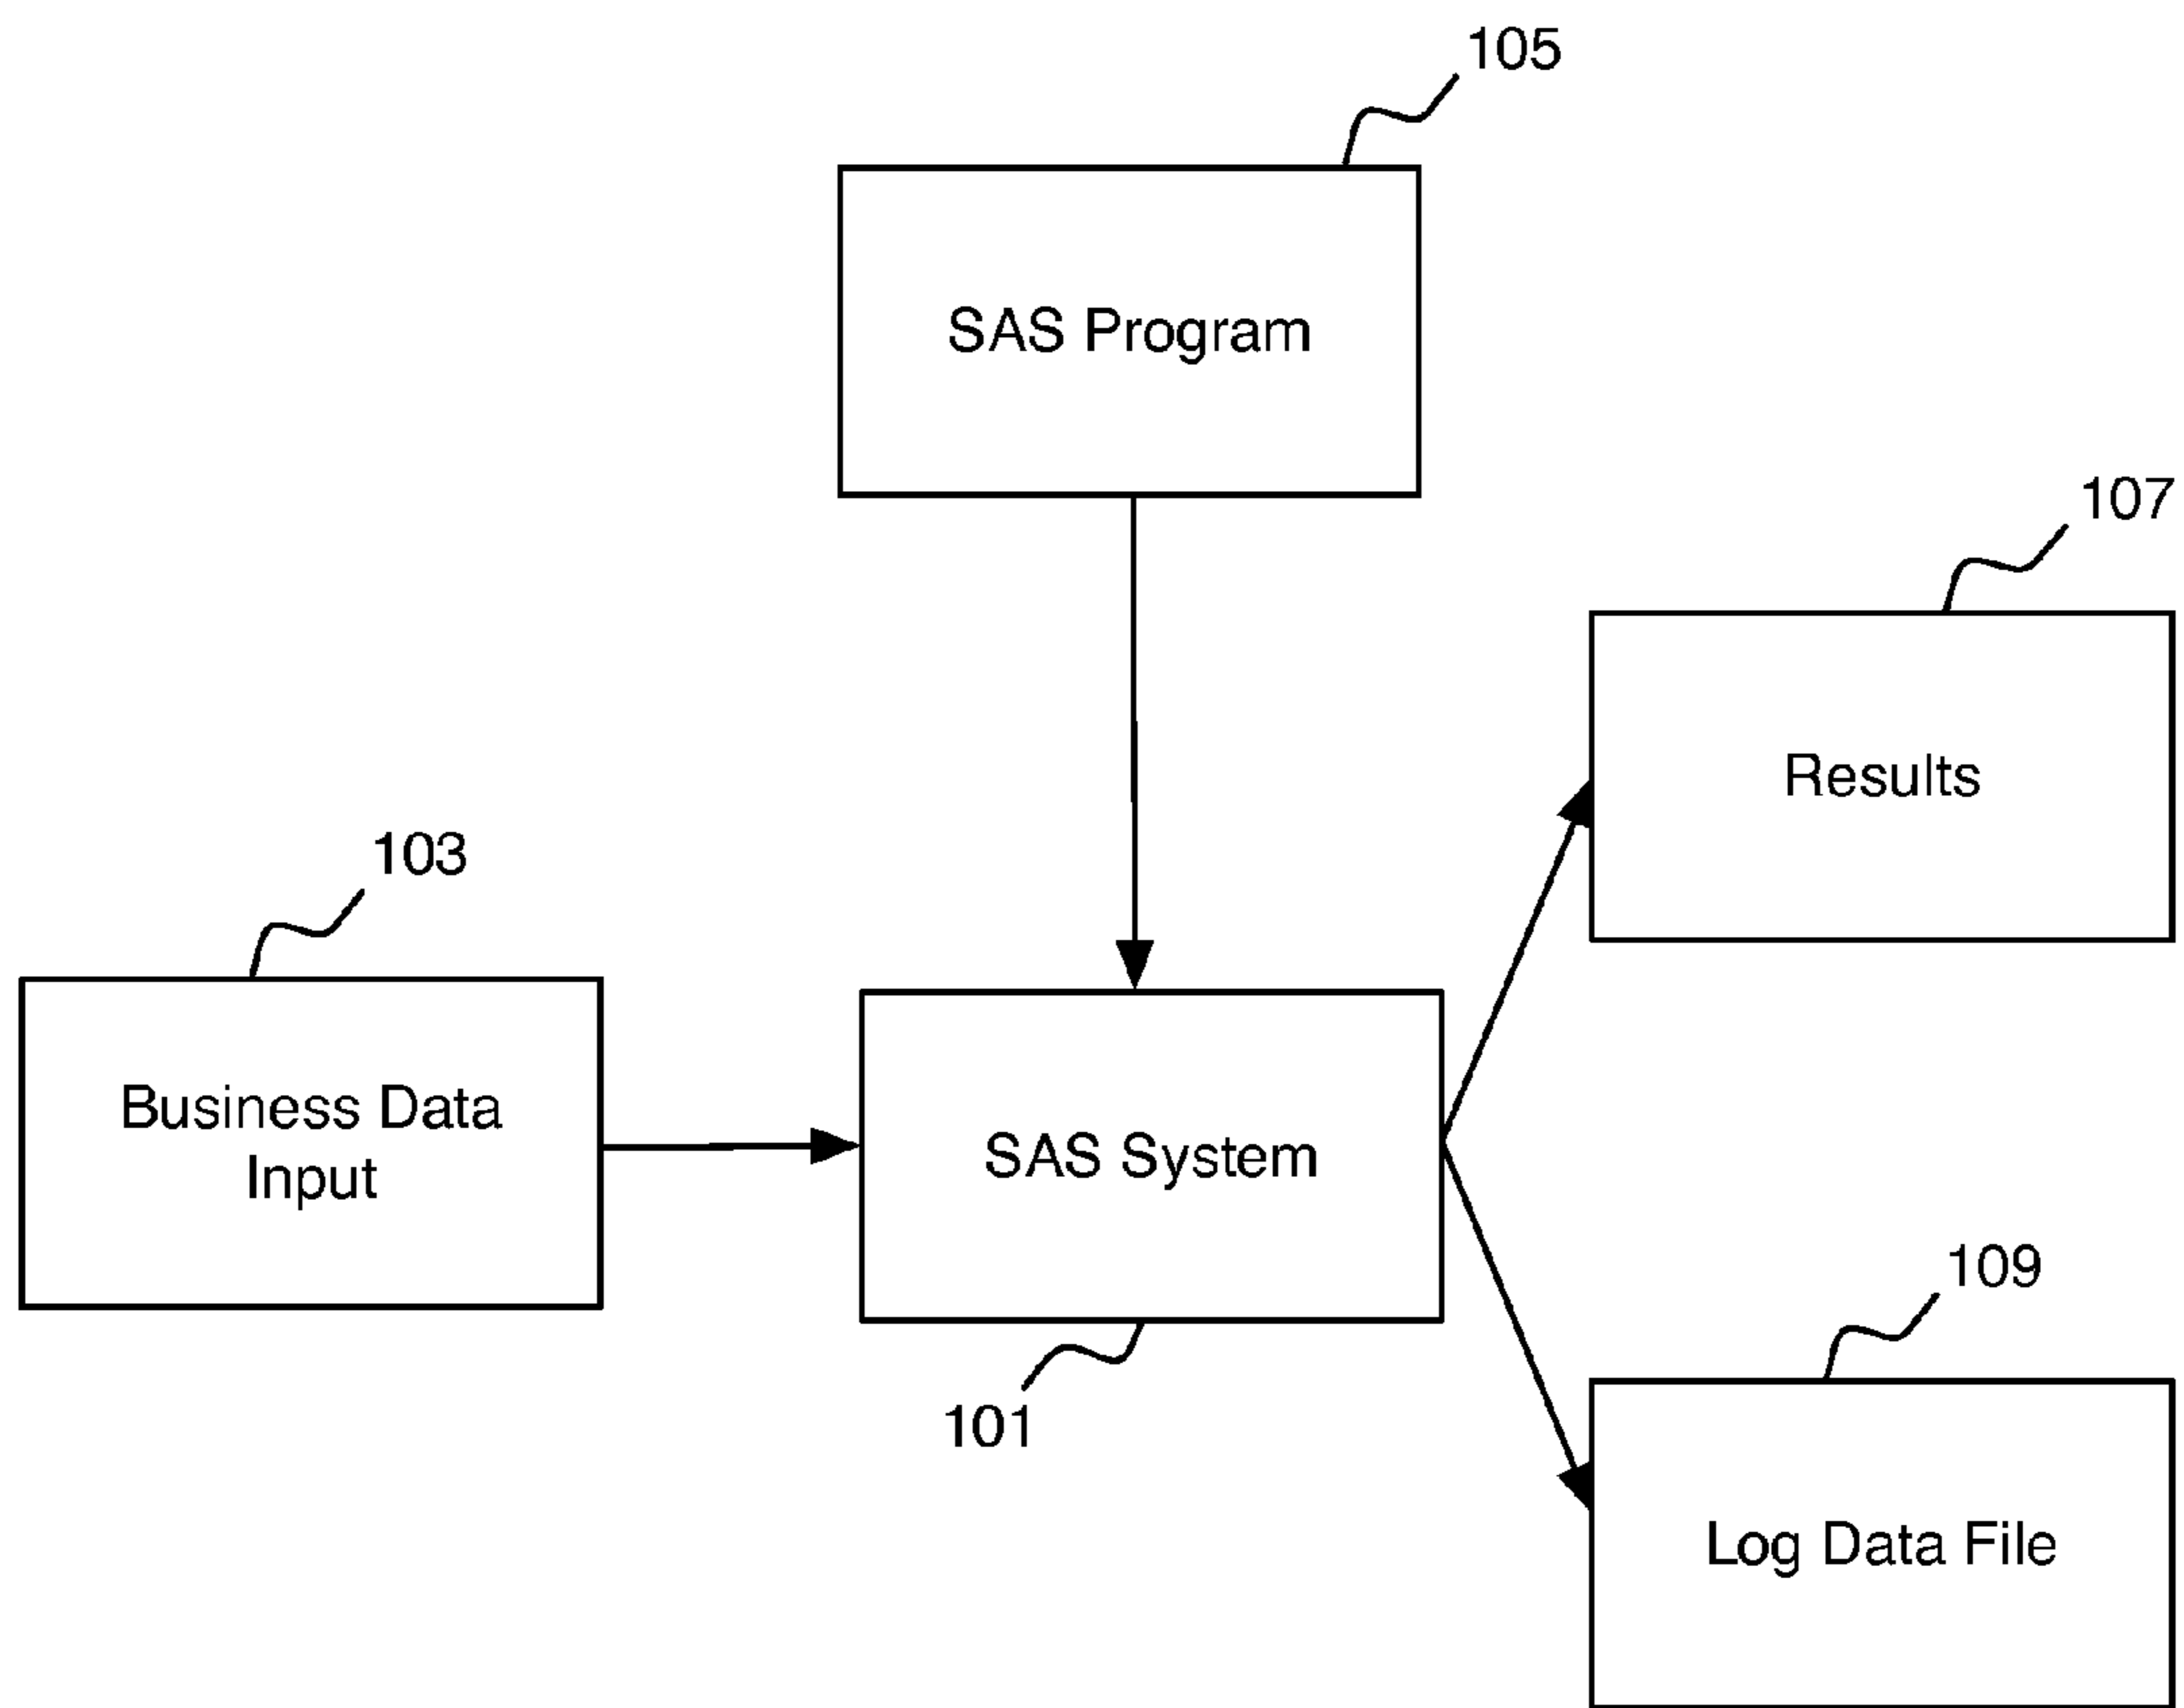 105
SAS Program
107
Results
103
Business Data
Input
SAS System
101
109
Log Data File